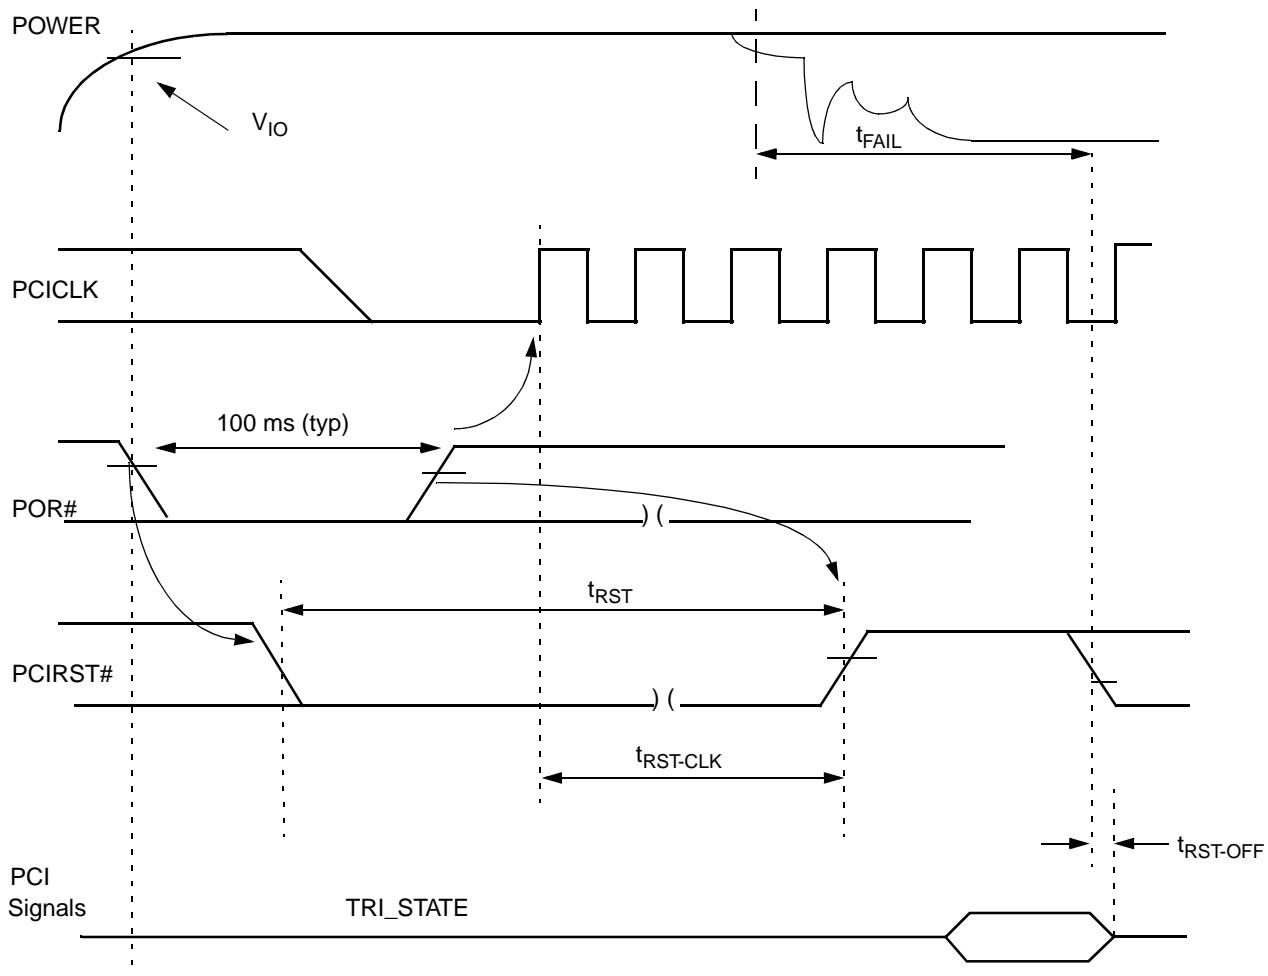 POWER
V_IO
t_FAIL
PCICLK
100 ms (typ)
POR#
) (
t_RST
PCIRST#
) (
t_RST-CLK
t_RST-OFF
PCI
Signals
TRI_STATE